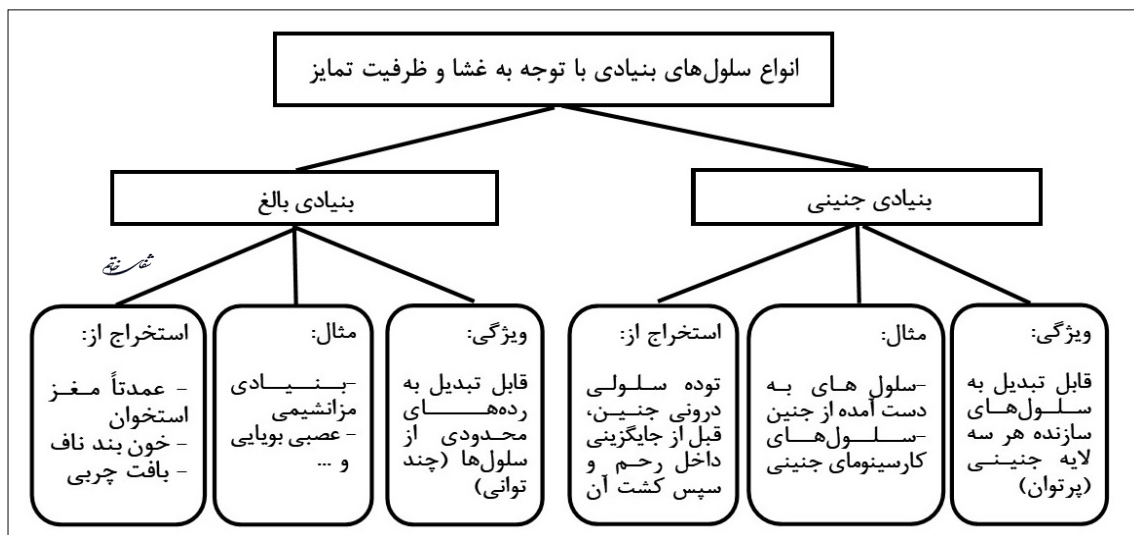 انواع سلول‌های بنیادی با توجه به غشا و ظرفیت تمایز
بنیادی جنینی
بنیادی بالغ
شفای خاتم
ویژگی:
قابل تبدیل به
سلول‌های
سازنده هر سه
لایه جنینی
(پرتوان)
مثال:
-سلول های به
دست آمده از جنین
-سلول‌های
کارسینومای جنینی
استخراج از:
توده سلولی
درونی جنین،
قبل از جایگزینی
داخل رحم و
سپس کشت آن
ویژگی:
قابل تبدیل به
رده‌های
محدودی از
سلول‌ها (چند
توانی)
مثال:
-بنیادی
مزانشیمی
- عصبی بویایی
و ...
استخراج از:
- عمدتاً مغز
استخوان
- خون بند ناف
- بافت چربی